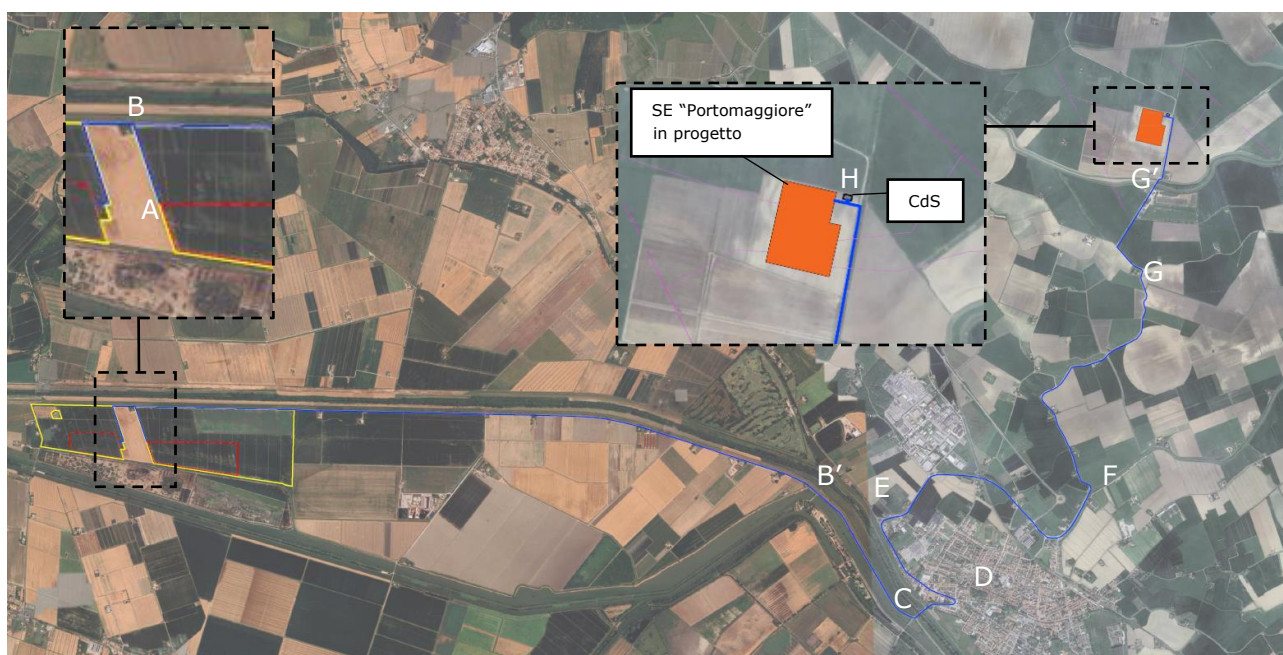 B
A
SE “Portomaggiore”
in progetto
H
CdS
G’
G
F
B’
E
D
C